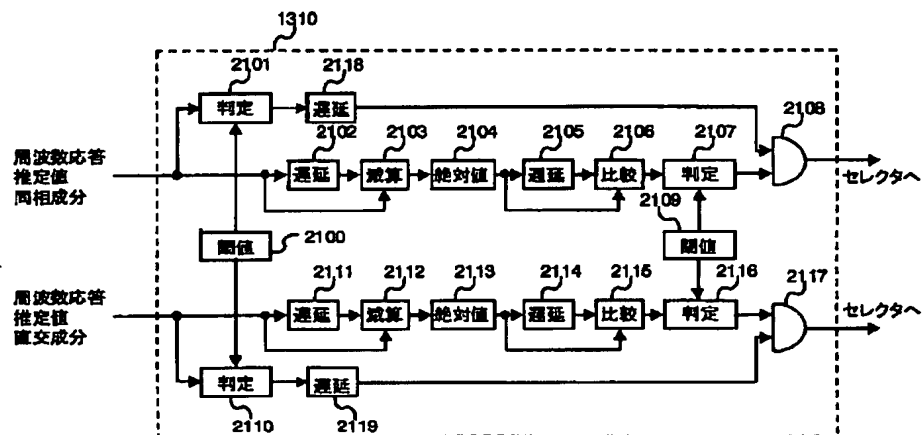 1310
2101
2118
判定
遅延
2102
2103
2104
2105
2106
2107
2108
周波数応答
推定値
同相成分
遅延
減算
絶対値
遅延
比較
判定
セレクタへ
2109
閾値
2100
閾値
2111
2112
2113
2114
2115
2116
2117
周波数応答
推定値
直交成分
遅延
減算
絶対値
遅延
比較
判定
セレクタへ
判定
遅延
2110
2119